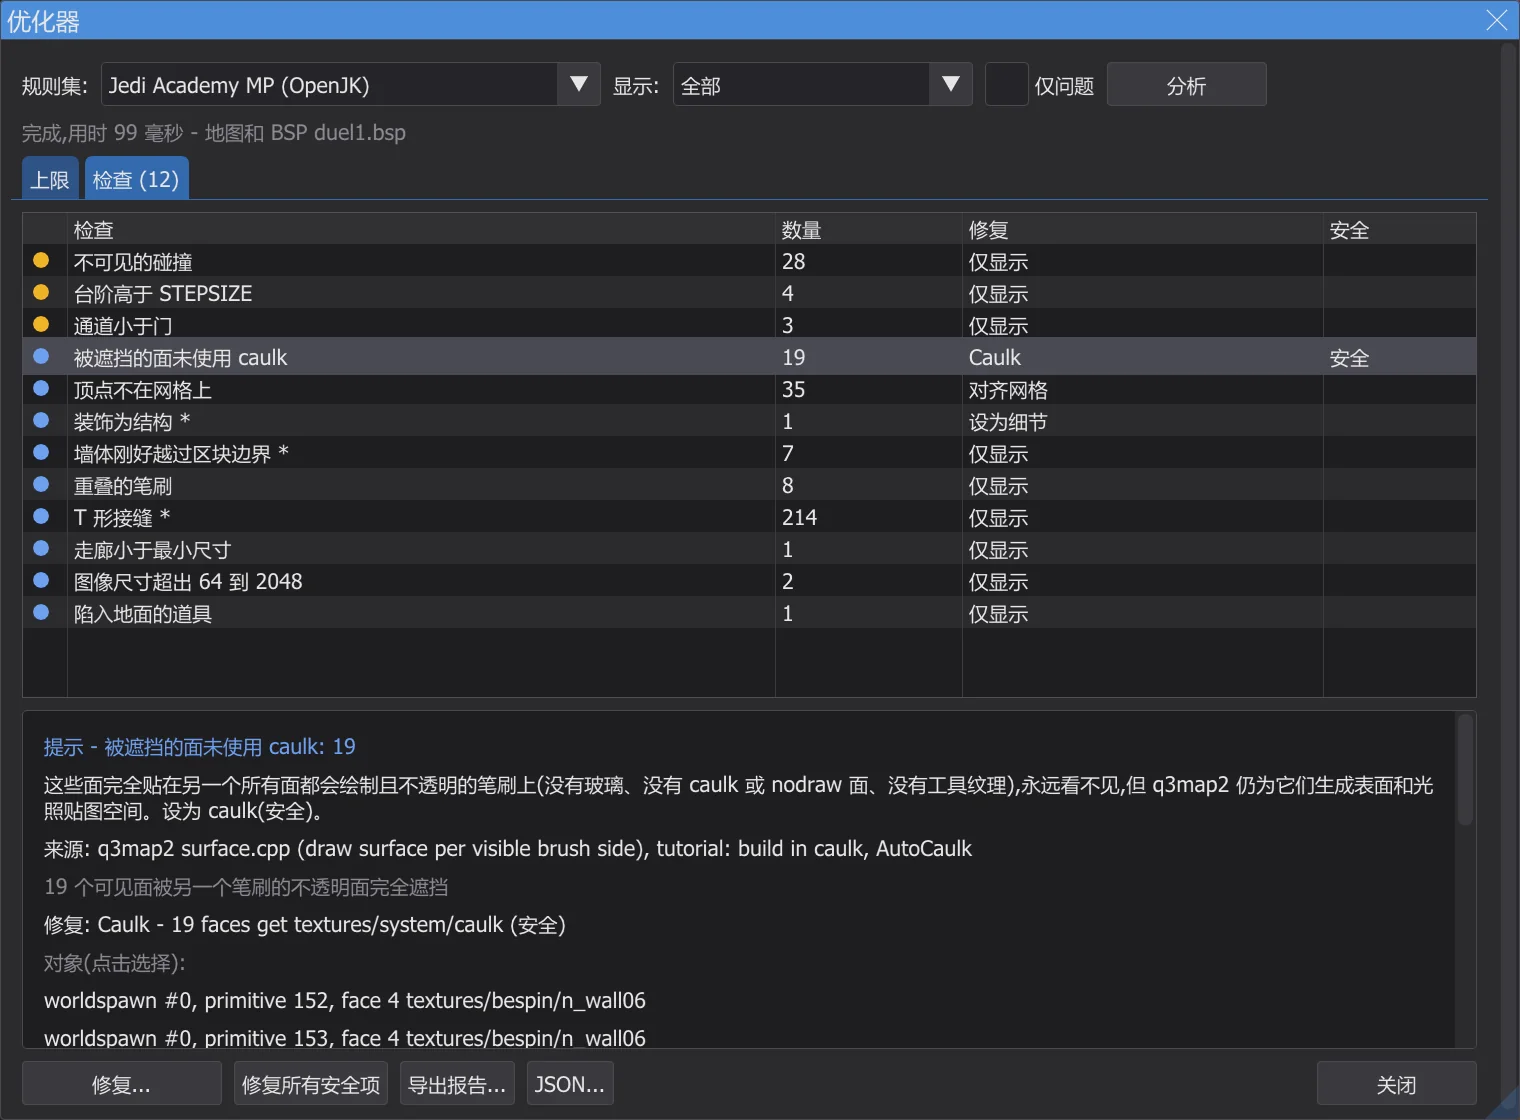 优化器
规则集: Jedi Academy MP (OpenJK) 显示: 全部 仅问题 分析
完成,用时 99 毫秒 - 地图和 BSP duel1.bsp
上限 检查 (12)
检查 数量 修复 安全
不可见的碰撞 28 仅显示
台阶高于 STEPSIZE 4 仅显示
通道小于门 3 仅显示
被遮挡的面未使用 caulk 19 Caulk 安全
顶点不在网格上 35 对齐网格
装饰为结构 * 1 设为细节
墙体刚好越过区块边界 * 7 仅显示
重叠的笔刷 8 仅显示
T 形接缝 * 214 仅显示
走廊小于最小尺寸 1 仅显示
图像尺寸超出 64 到 2048 2 仅显示
陷入地面的道具 1 仅显示
提示 - 被遮挡的面未使用 caulk: 19
这些面完全贴在另一个所有面都会绘制且不透明的笔刷上(没有玻璃、没有 caulk 或 nodraw 面、没有工具纹理),永远看不见,但 q3map2 仍为它们生成表面和光
照贴图空间。设为 caulk(安全)。
来源: q3map2 surface.cpp (draw surface per visible brush side), tutorial: build in caulk, AutoCaulk
19 个可见面被另一个笔刷的不透明面完全遮挡
修复: Caulk - 19 faces get textures/system/caulk (安全)
对象(点击选择):
worldspawn #0, primitive 152, face 4 textures/bespin/n_wall06
worldspawn #0, primitive 153, face 4 textures/bespin/n_wall06
修复... 修复所有安全项 导出报告... JSON... 关闭